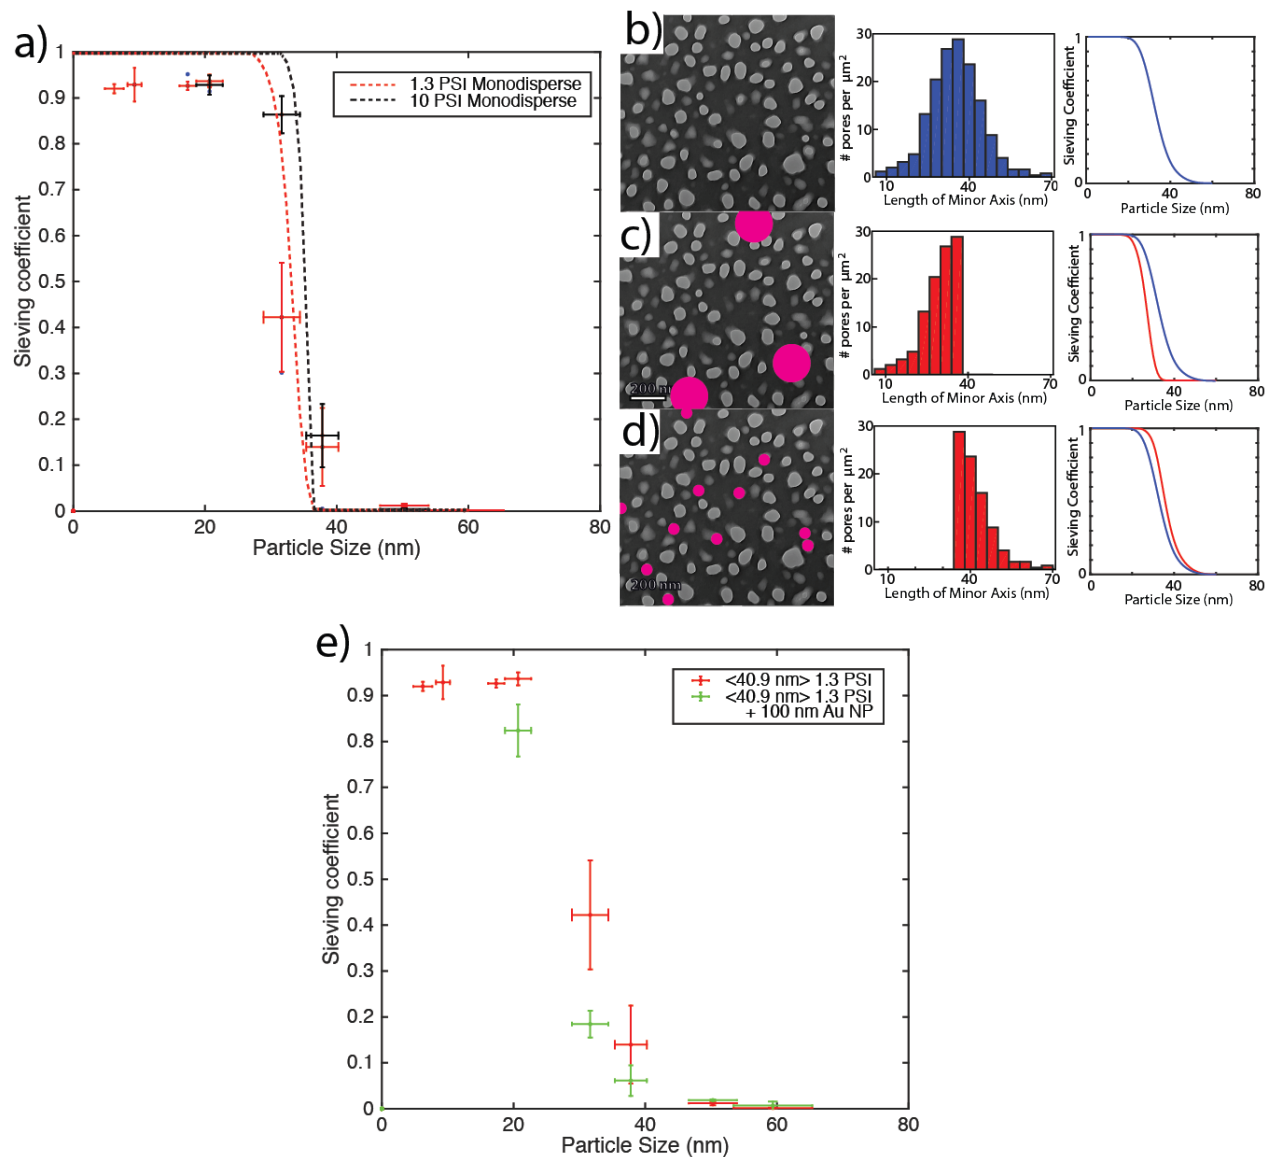 a)
1
0.9
0.8
0.7
0.6
0.5
0.4
0.3
0.2
0.1
0
0 20 40 60 80
Sieving coefficient
Particle Size (nm)
1.3 PSI Monodisperse
10 PSI Monodisperse
b)
30
20
10
0
10 40 70
# pores per µm²
Length of Minor Axis (nm)
1
0
0 40 80
Sieving Coefficient
Particle Size (nm)
c)
200 n
30
20
10
0
10 40 70
# pores per µm²
Length of Minor Axis (nm)
1
0
0 20 40 60 80
Sieving Coefficient
Particle Size (nm)
d)
200 nm
30
20
10
0
10 40 70
# pores per µm²
Length of Minor Axis (nm)
1
0
0 20 40 60 80
Sieving Coefficient
Particle Size (nm)
e)
1
0.9
0.8
0.7
0.6
0.5
0.4
0.3
0.2
0.1
0
0 20 40 60 80
Sieving coefficient
Particle Size (nm)
<40.9 nm> 1.3 PSI
<40.9 nm> 1.3 PSI
+ 100 nm Au NP